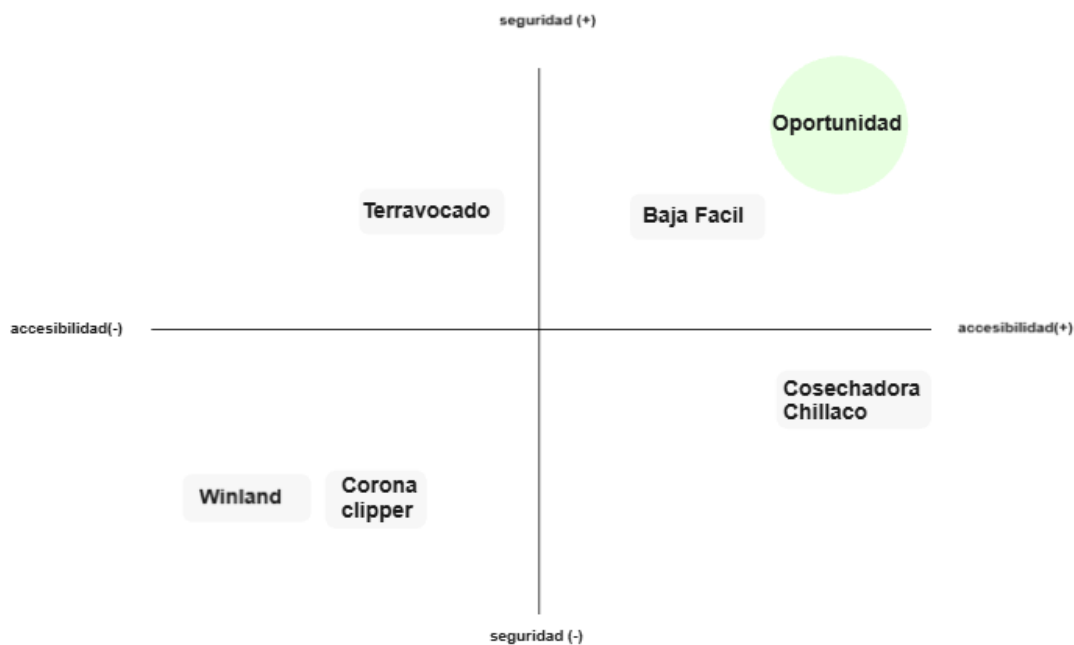 seguridad (+)
Oportunidad
Terravocado
Baja Facil
accesibilidad(-)
accesibilidad(+)
Cosechadora
Chillaco
Winland
Corona
clipper
seguridad (-)